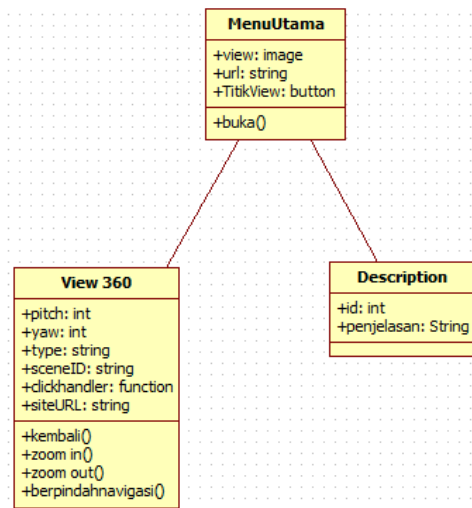 MenuUtama
+view: image
+url: string
+TitikView: button
+buka()
View 360
+pitch: int
+yaw: int
+type: string
+sceneID: string
+clickhandler: function
+siteURL: string
+kembali()
+zoom in()
+zoom out()
+berpindahnavigasi()
Description
+id: int
+penjelasan: String